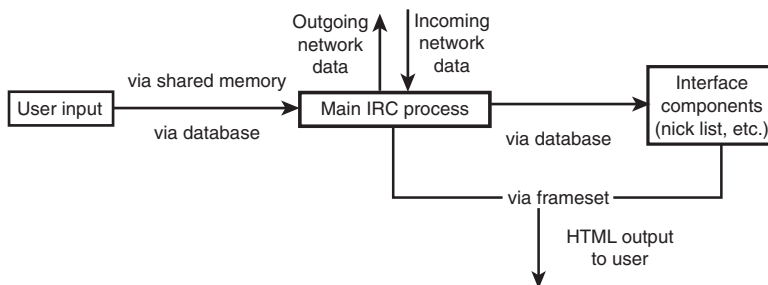 Outgoing
network
data
Incoming
network
data
via shared memory
User input
via database
Main IRC process
via database
Interface
components
(nick list, etc.)
via frameset
HTML output
to user